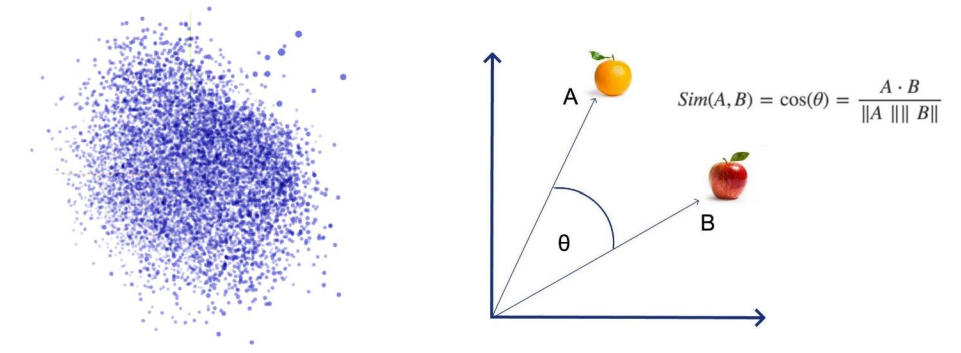 A
Sim(A, B) = cos(θ) = A · B / ‖A ‖‖ B‖
B
θ